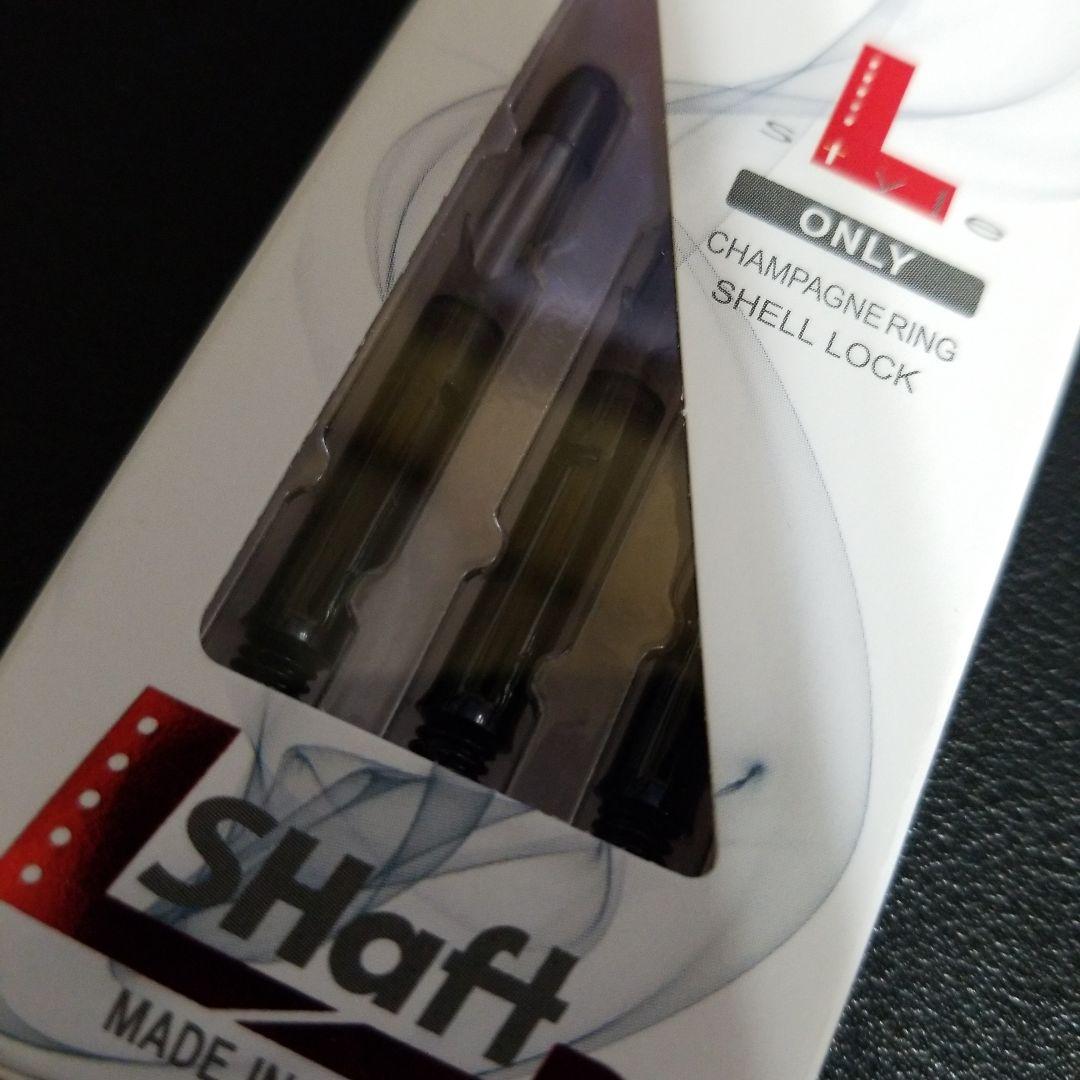 L style
ONLY
CHAMPAGNE RING
SHELL LOCK
L SHaft
MADE IN